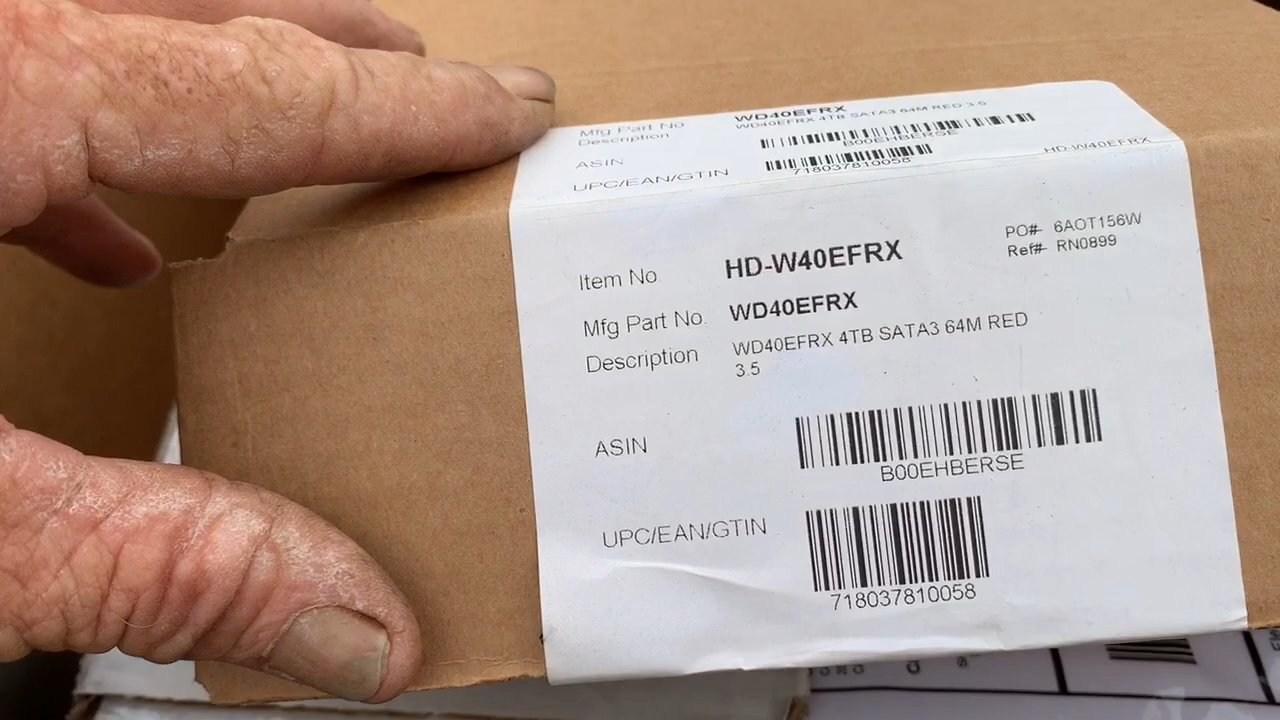 Mfg Part No WD40EFRX
Description WD40EFRX 4TB SATA3 64M RED 3.5
ASIN B00EHBERSE
UPC/EAN/GTIN 718037810058
HD-W40EFRX
PO# 6AOT156W
Ref# RN0899
Item No. HD-W40EFRX
Mfg Part No. WD40EFRX
Description WD40EFRX 4TB SATA3 64M RED
3.5
ASIN
B00EHBERSE
UPC/EAN/GTIN
718037810058